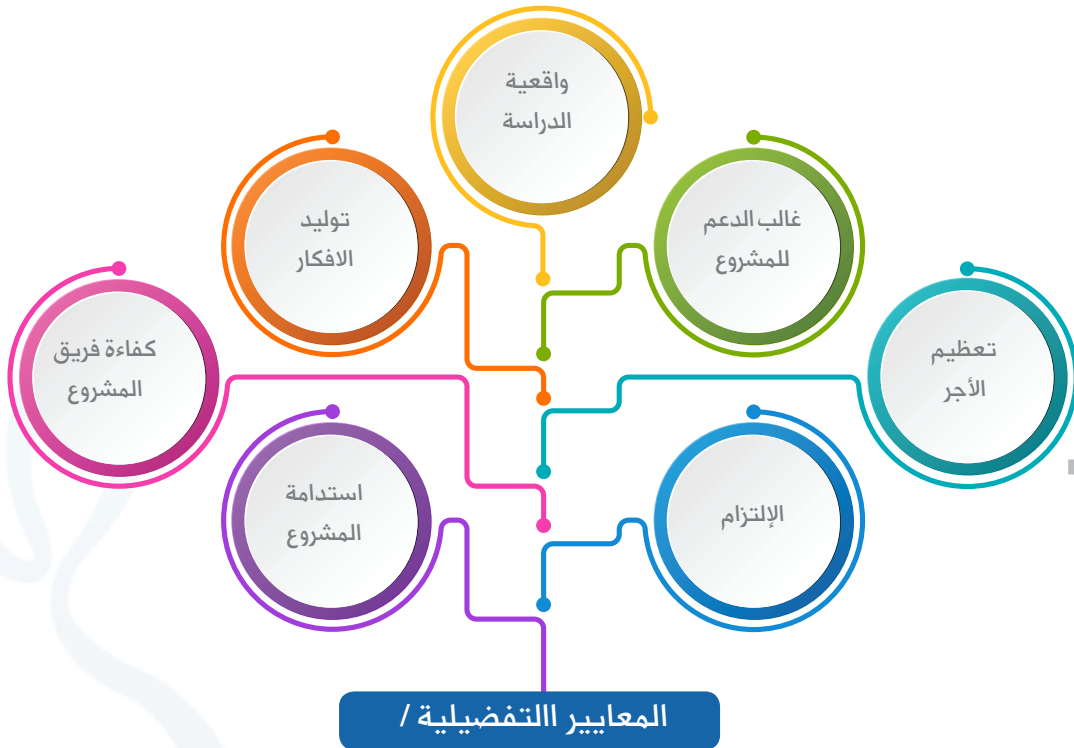 واقعية
الدراسة
غالب الدعم
للمشروع
توليد
الافكار
تعظيم
الأجر
كفاءة فريق
المشروع
الإلتزام
استدامة
المشروع
المعايير االتفضيلية /